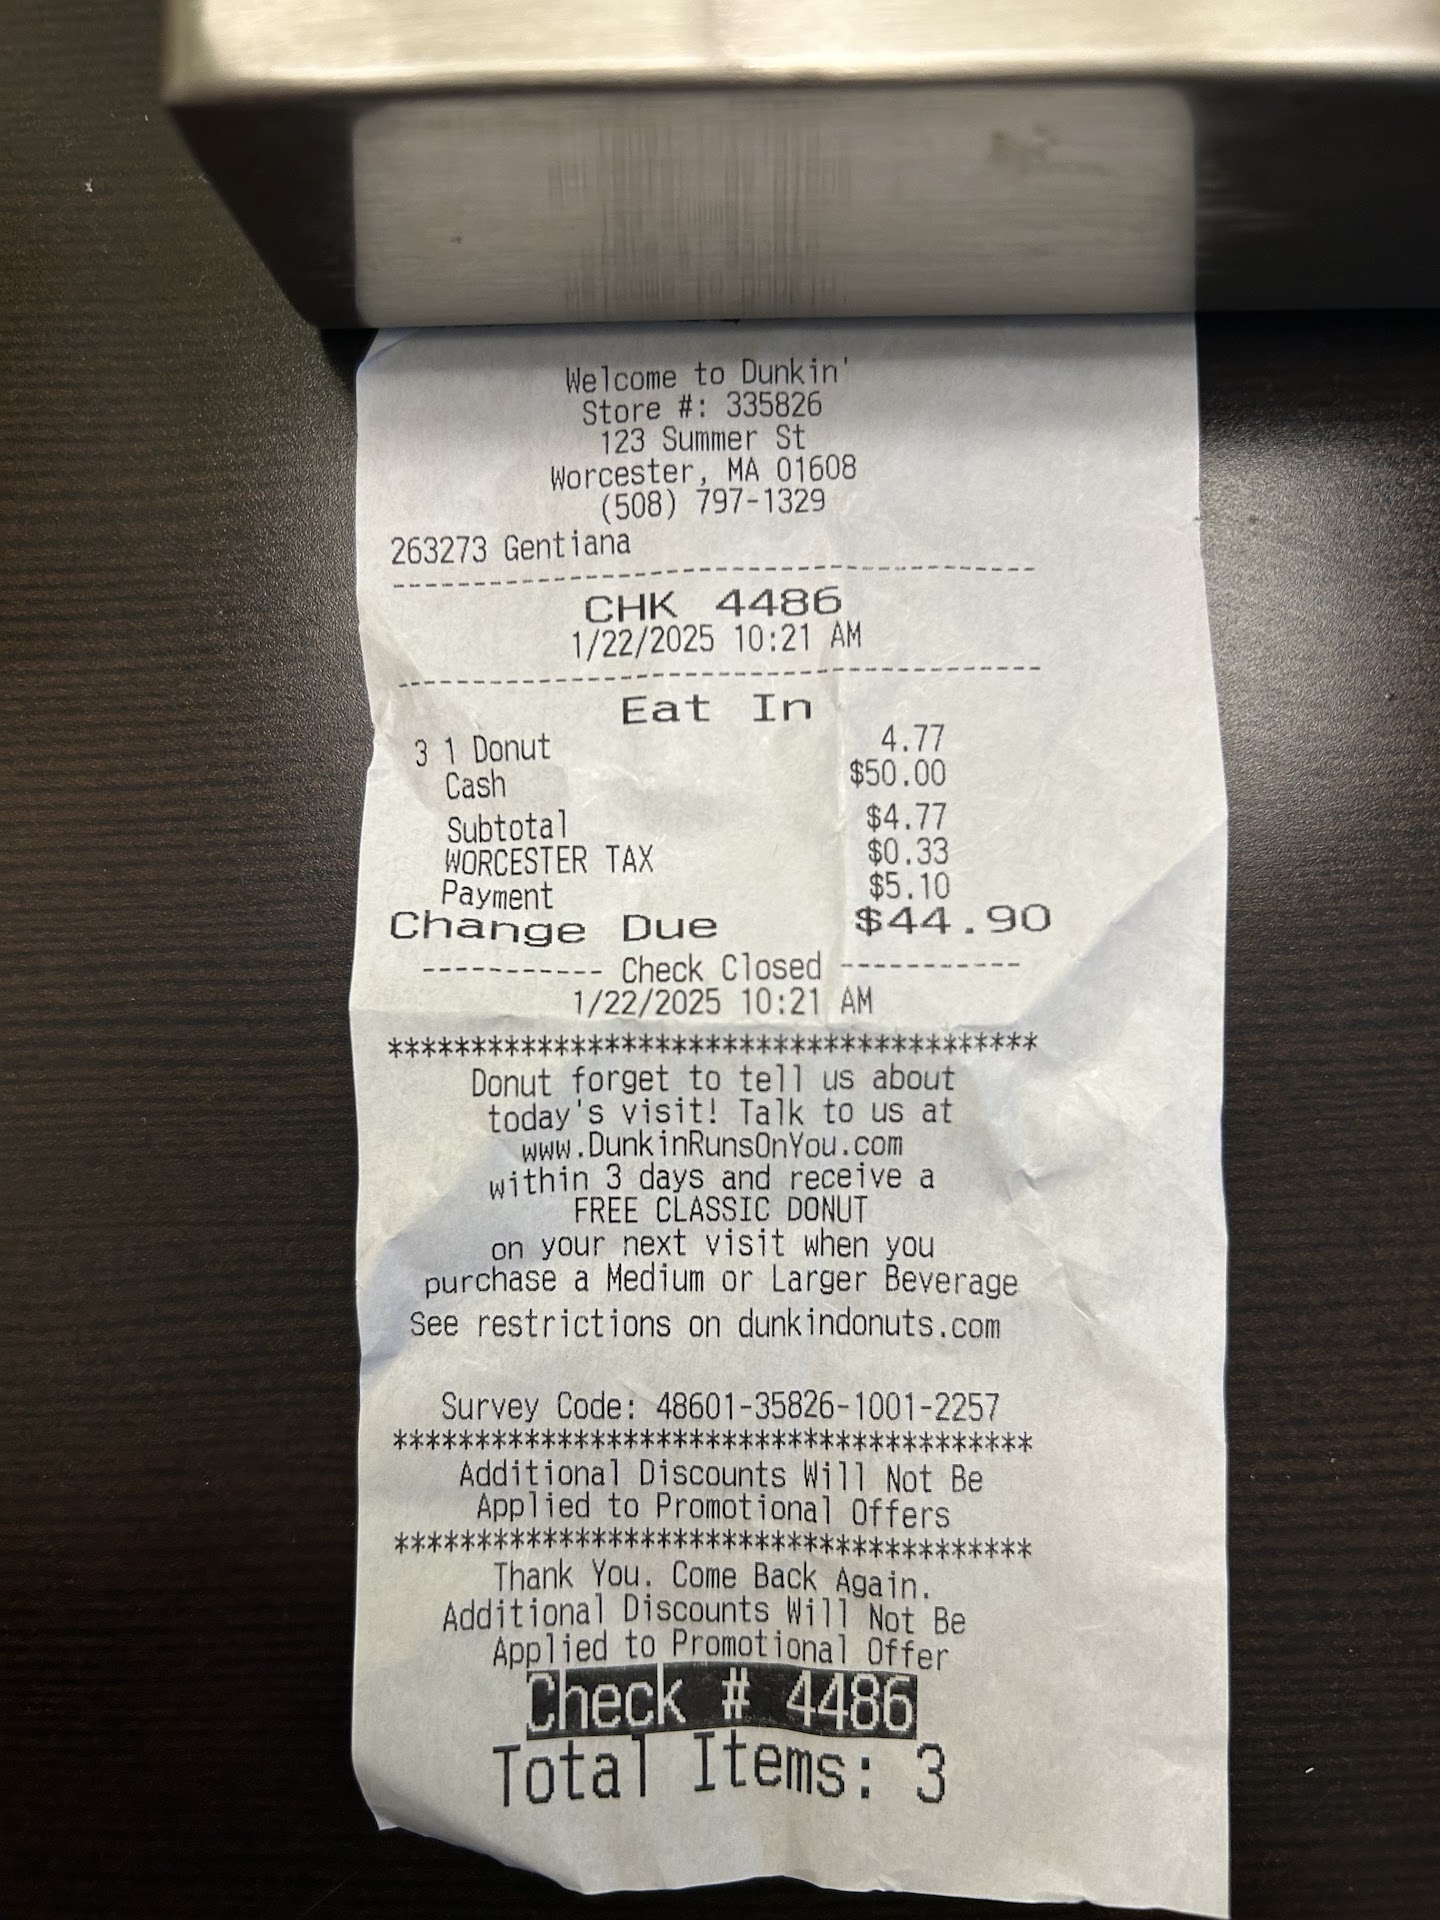 Welcome to Dunkin'
Store #: 335826
123 Summer St
Worcester, MA 01608
(508) 797-1329
263273 Gentiana
----------------------------------------
CHK 4486
1/22/2025 10:21 AM
----------------------------------------
Eat In
3 1 Donut 4.77
Cash $50.00
Subtotal $4.77
WORCESTER TAX $0.33
Payment $5.10
Change Due $44.90
----------- Check Closed -----------
1/22/2025 10:21 AM
****************************************
Donut forget to tell us about
today's visit! Talk to us at
www.DunkinRunsOnYou.com
within 3 days and receive a
FREE CLASSIC DONUT
on your next visit when you
purchase a Medium or Larger Beverage
See restrictions on dunkindonuts.com
Survey Code: 48601-35826-1001-2257
****************************************
Additional Discounts Will Not Be
Applied to Promotional Offers
****************************************
Thank You. Come Back Again.
Additional Discounts Will Not Be
Applied to Promotional Offer
Check # 4486
Total Items: 3